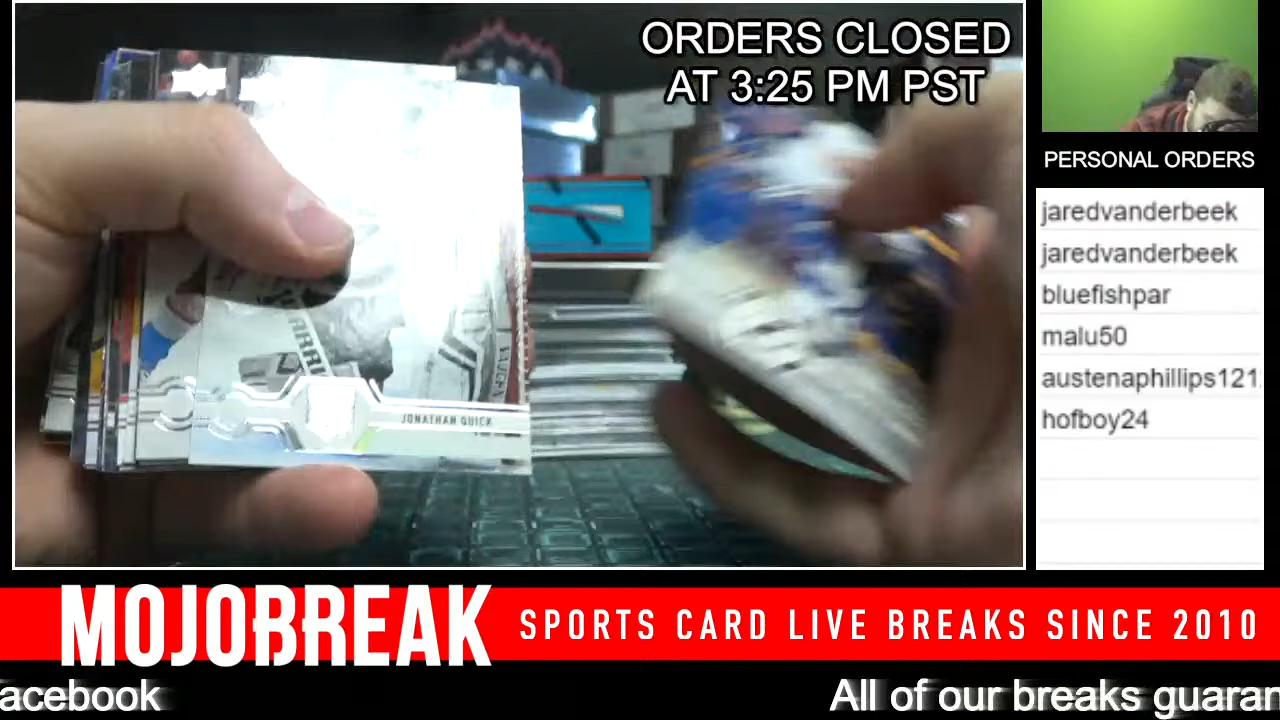 ORDERS CLOSED
AT 3:25 PM PST
PERSONAL ORDERS
jaredvanderbeek
jaredvanderbeek
bluefishpar
malu50
austenaphillips121
hofboy24
JONATHAN QUICK
MOJOBREAK
SPORTS CARD LIVE BREAKS SINCE 2010
acebook
All of our breaks guaran